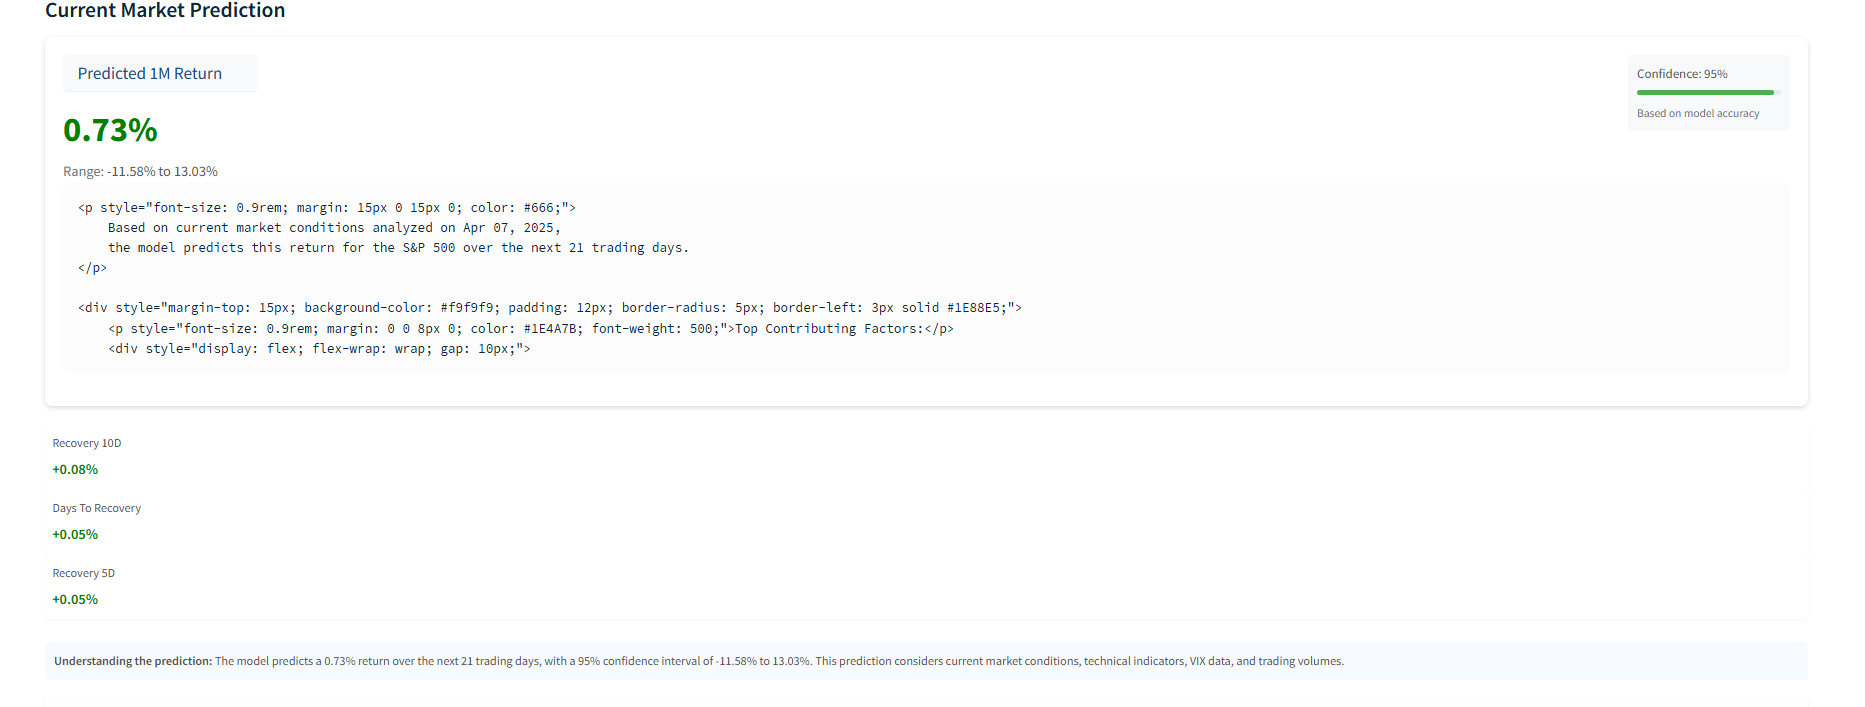 Current Market Prediction
Predicted 1M Return
Confidence: 95%
Based on model accuracy
0.73%
Range: -11.58% to 13.03%
<p style="font-size: 0.9rem; margin: 15px 0 15px 0; color: #666;">
    Based on current market conditions analyzed on Apr 07, 2025,
    the model predicts this return for the S&P 500 over the next 21 trading days.
</p>
<div style="margin-top: 15px; background-color: #f9f9f9; padding: 12px; border-radius: 5px; border-left: 3px solid #1E88E5;">
    <p style="font-size: 0.9rem; margin: 0 0 8px 0; color: #1E4A7B; font-weight: 500;">Top Contributing Factors:</p>
    <div style="display: flex; flex-wrap: wrap; gap: 10px;">
Recovery 10D
+0.08%
Days To Recovery
+0.05%
Recovery 5D
+0.05%
Understanding the prediction: The model predicts a 0.73% return over the next 21 trading days, with a 95% confidence interval of -11.58% to 13.03%. This prediction considers current market conditions, technical indicators, VIX data, and trading volumes.